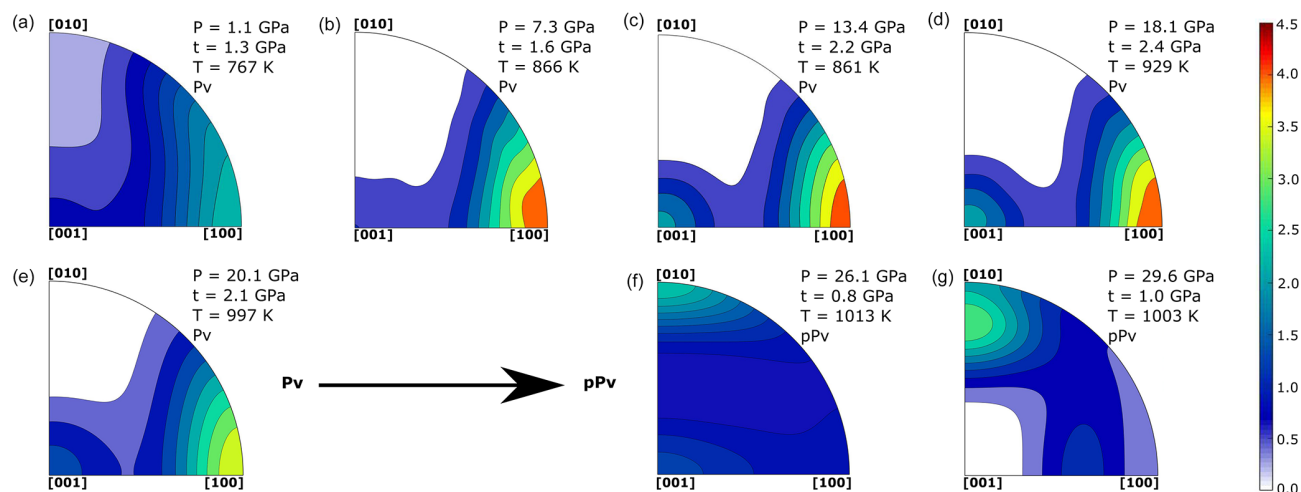 (a)
[010]
P = 1.1 GPa
t = 1.3 GPa
T = 767 K
Pv
[001]
[100]
(b)
[010]
P = 7.3 GPa
t = 1.6 GPa
T = 866 K
Pv
[001]
[100]
(c)
[010]
P = 13.4 GPa
t = 2.2 GPa
T = 861 K
Pv
[001]
[100]
(d)
[010]
P = 18.1 GPa
t = 2.4 GPa
T = 929 K
Pv
[001]
[100]
(e)
[010]
P = 20.1 GPa
t = 2.1 GPa
T = 997 K
Pv
[001]
[100]
Pv
pPv
(f)
[010]
P = 26.1 GPa
t = 0.8 GPa
T = 1013 K
pPv
[001]
[100]
(g)
[010]
P = 29.6 GPa
t = 1.0 GPa
T = 1003 K
pPv
[001]
[100]
4.5
4.0
3.5
3.0
2.5
2.0
1.5
1.0
0.5
0.0